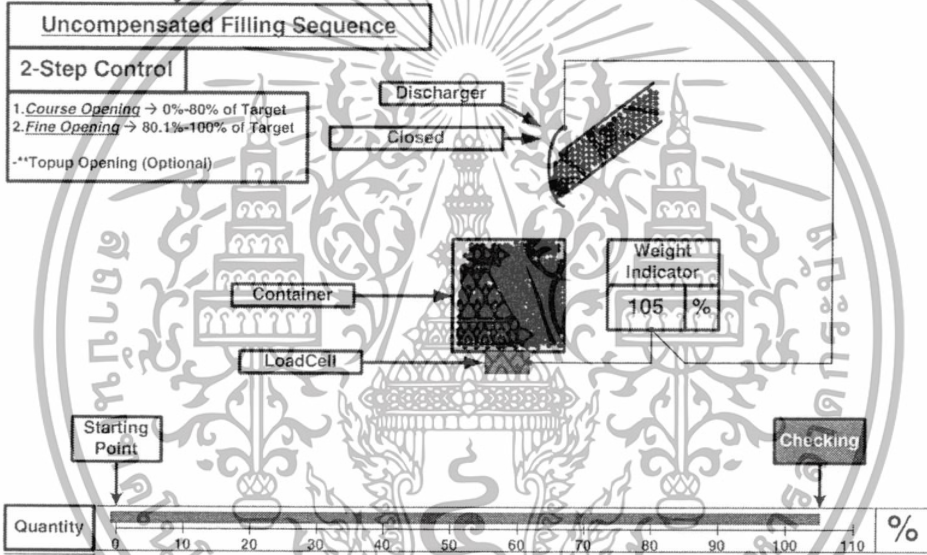 Uncompensated Filling Sequence
2-Step Control
1.Course Opening → 0%-80% of Target
2.Fine Opening → 80.1%-100% of Target
-**Topup Opening (Optional)
Discharger
Closed
Weight
Indicator
105 %
Container
LoadCell
Starting
Point
Checking
Quantity
%
0 10 20 30 40 50 60 70 80 90 100 110